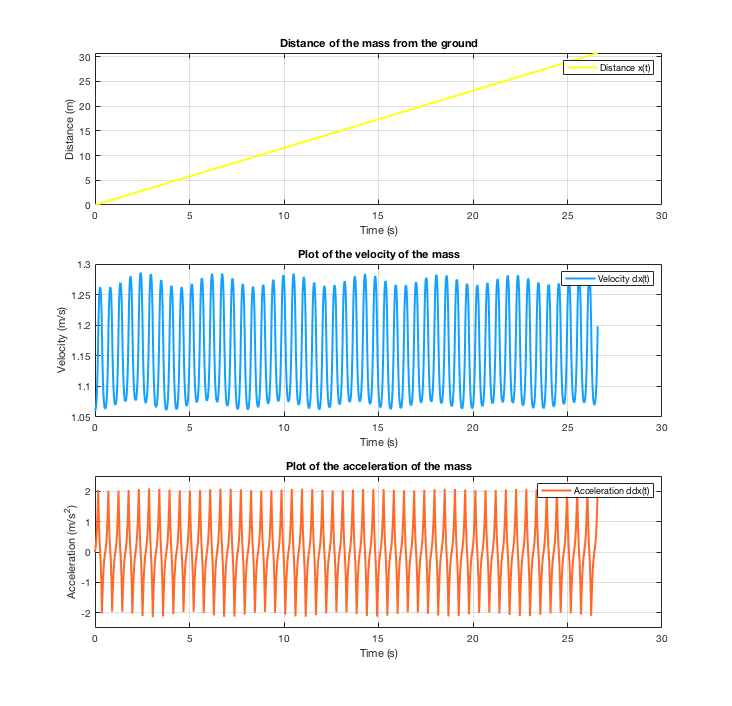 Distance of the mass from the ground
30
25
20
15
10
5
0
Distance (m)
Distance x(t)
0 5 10 15 20 25 30
Time (s)
Plot of the velocity of the mass
1.3
1.25
1.2
1.15
1.1
1.05
Velocity (m/s)
Velocity dx(t)
0 5 10 15 20 25 30
Time (s)
Plot of the acceleration of the mass
2
1
0
-1
-2
Acceleration (m/s²)
Acceleration ddx(t)
0 5 10 15 20 25 30
Time (s)